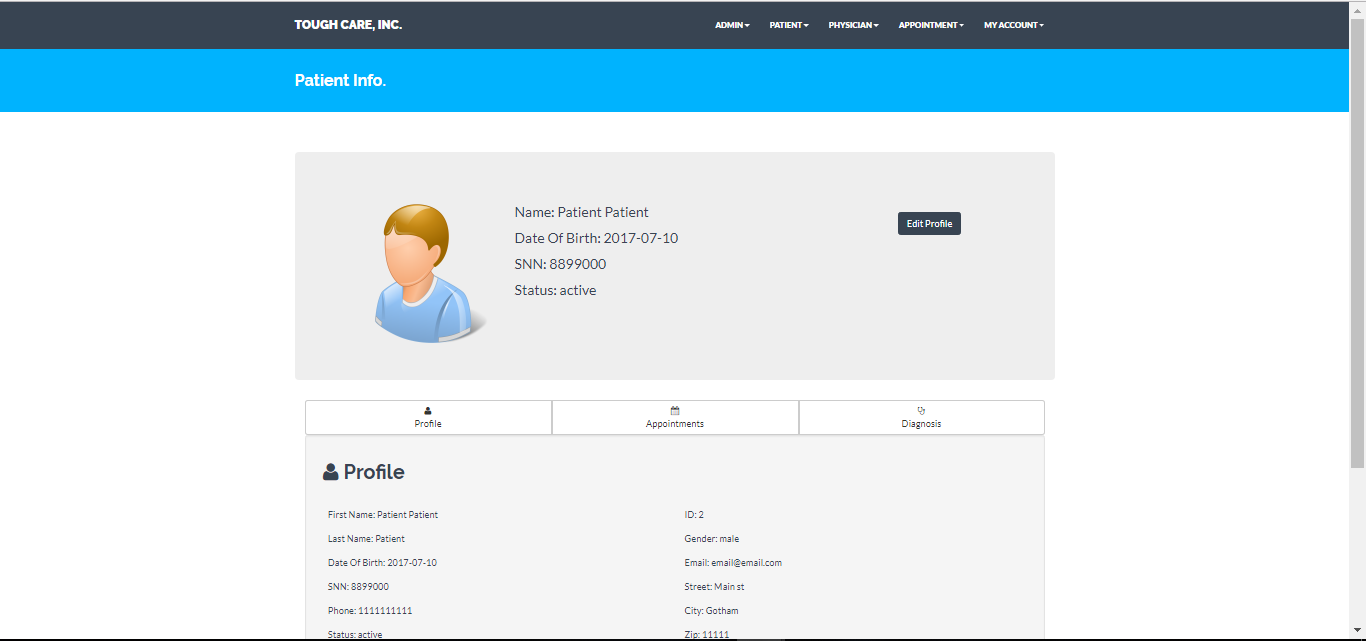 TOUGH CARE, INC.
ADMIN PATIENT PHYSICIAN APPOINTMENT MY ACCOUNT
Patient Info.
Name: Patient Patient
Edit Profile
Date Of Birth: 2017-07-10
SNN: 8899000
Status: active
Profile
Appointments
Diagnosis
Profile
First Name: Patient Patient
ID: 2
Last Name: Patient
Gender: male
Date Of Birth: 2017-07-10
Email: email@email.com
SNN: 8899000
Street: Main st
Phone: 1111111111
City: Gotham
Status: active
Zip: 11111